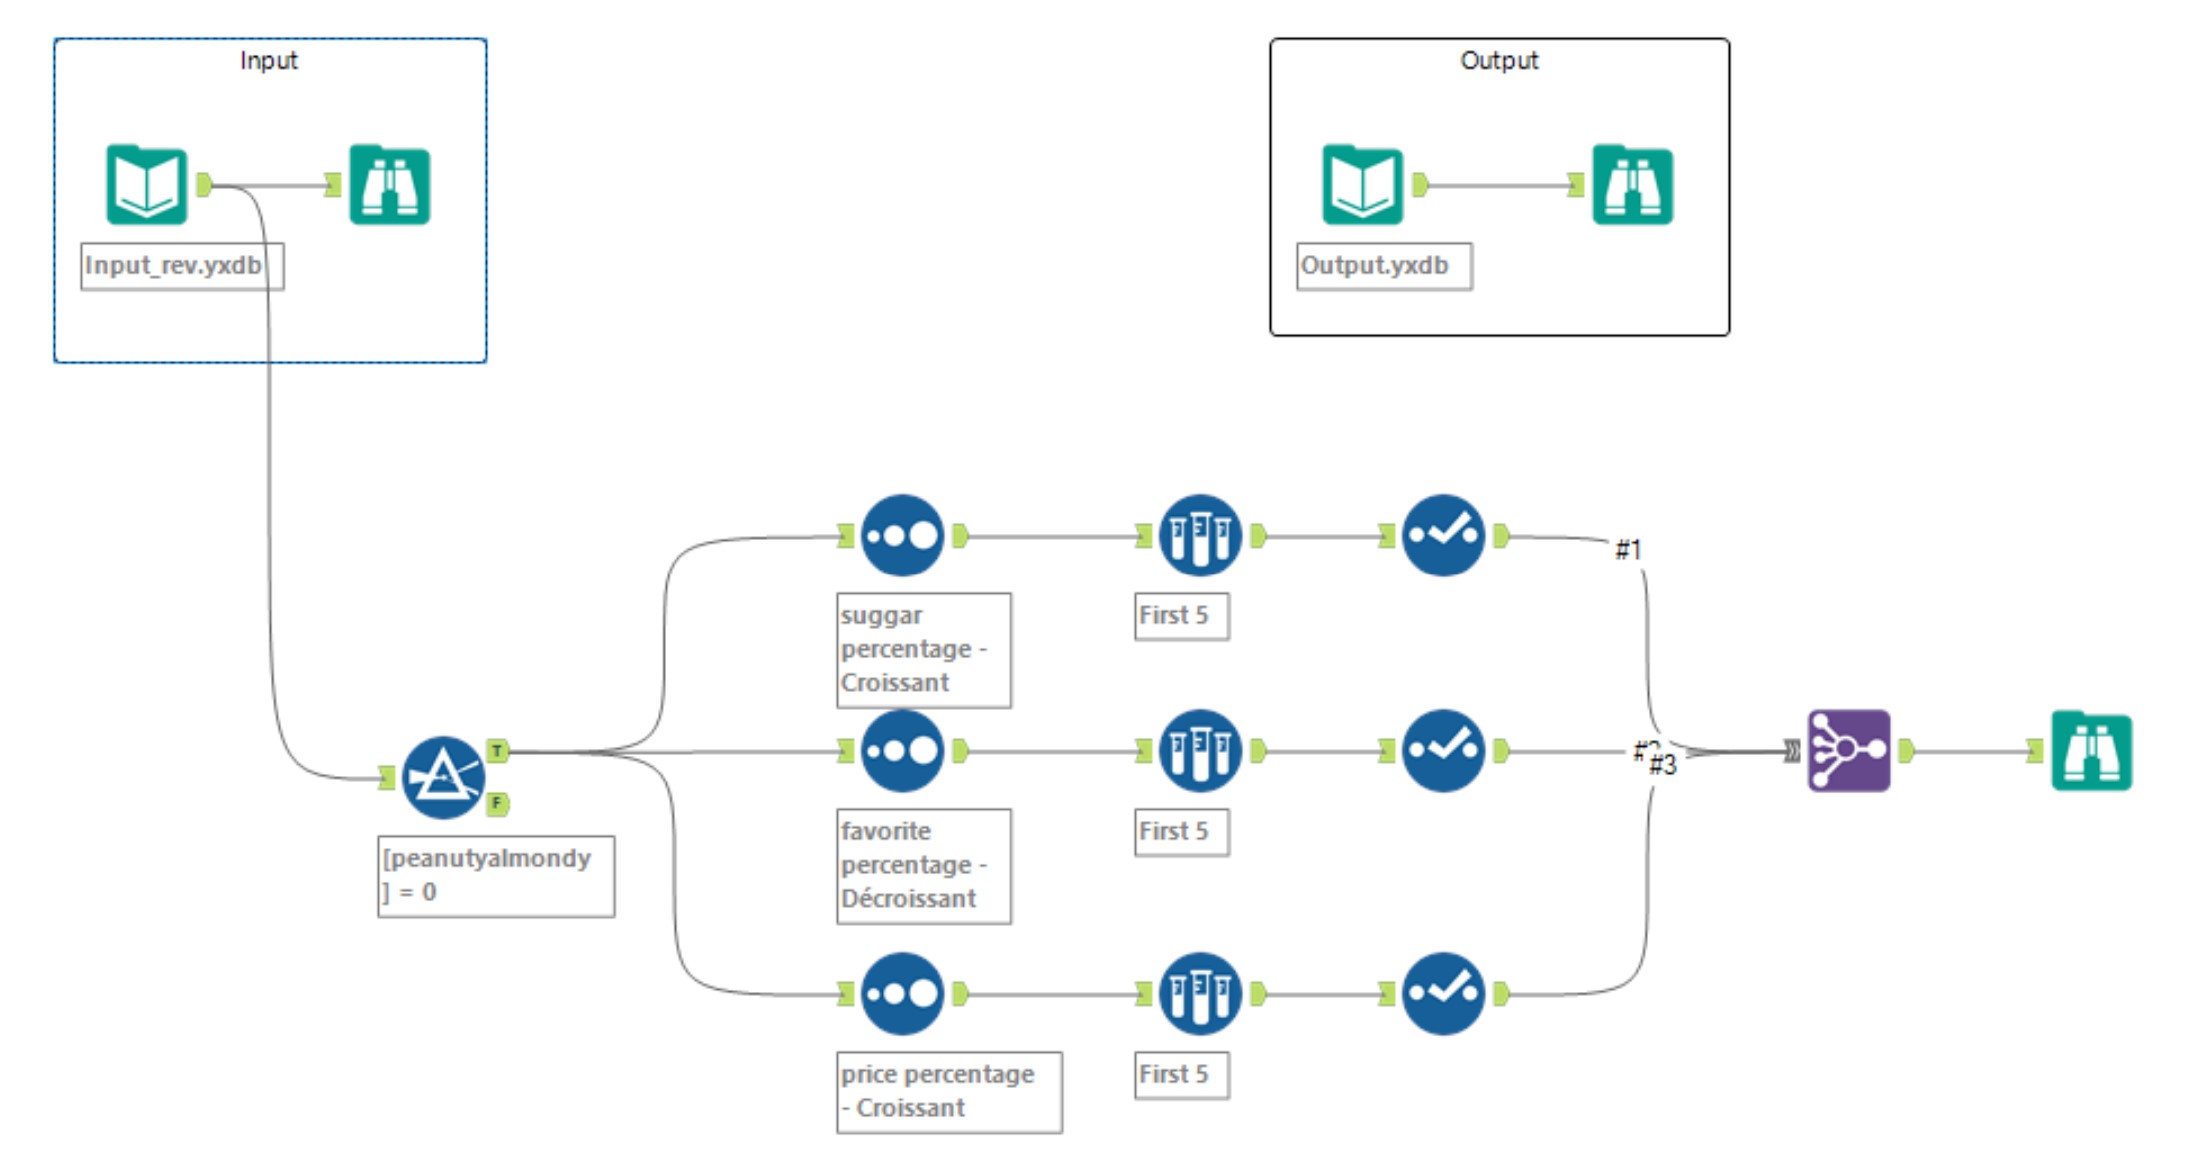 Input
Output
Input_rev.yxdb
Output.yxdb
#1
suggar
percentage -
Croissant
First 5
T
F
#3
[peanutyalmondy
] = 0
favorite
percentage -
Décroissant
First 5
price percentage
- Croissant
First 5